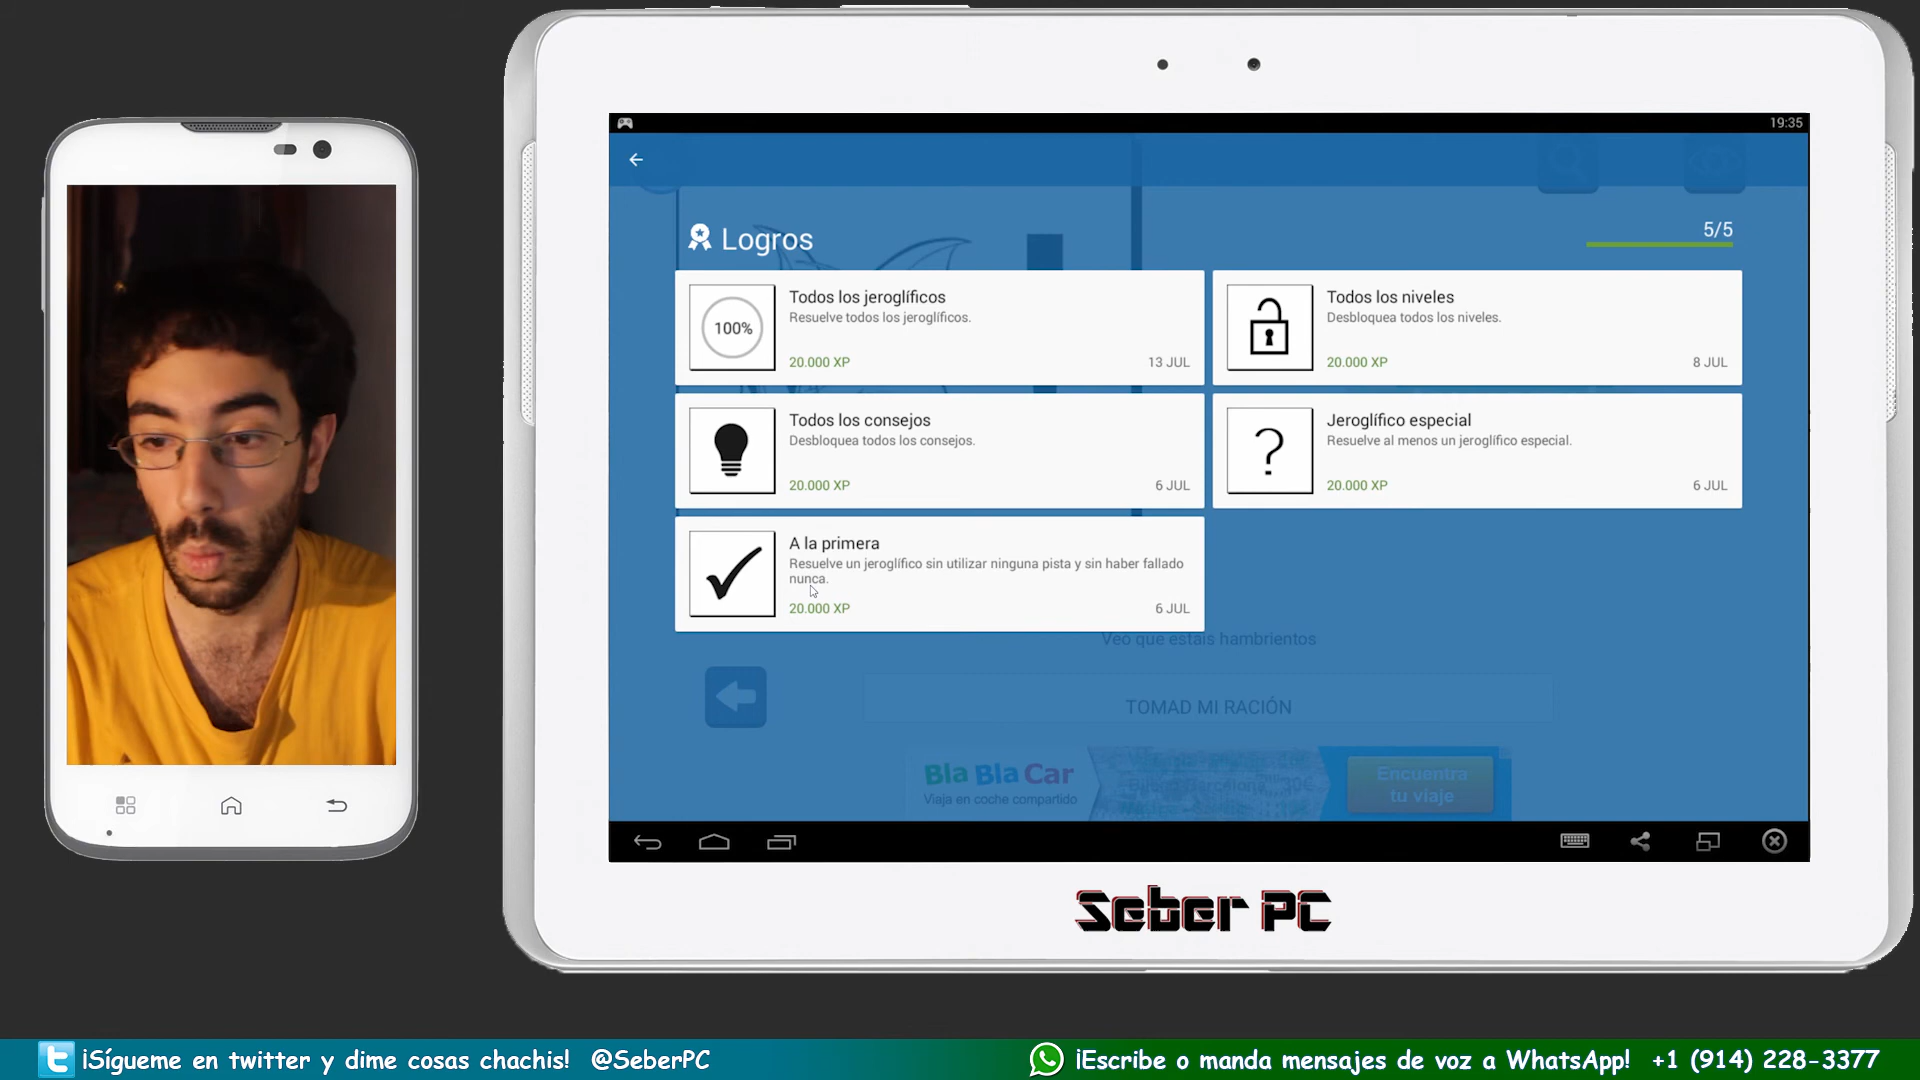 19:35
Logros
5/5
100%
Todos los jeroglíficos
Resuelve todos los jeroglíficos.
20.000 XP
13 JUL
Todos los niveles
Desbloquea todos los niveles.
20.000 XP
8 JUL
Todos los consejos
Desbloquea todos los consejos.
20.000 XP
6 JUL
?
Jeroglífico especial
Resuelve al menos un jeroglífico especial.
20.000 XP
6 JUL
A la primera
Resuelve un jeroglífico sin utilizar ninguna pista y sin haber fallado
nunca.
20.000 XP
6 JUL
Veo que estáis hambrientos
TOMAD MI RACIÓN
Bla Bla Car
Viaja en coche compartido
Encuentra
tu viaje
Seber PC
¡Sígueme en twitter y dime cosas chachis! @SeberPC
¡Escribe o manda mensajes de voz a WhatsApp! +1 (914) 228-3377